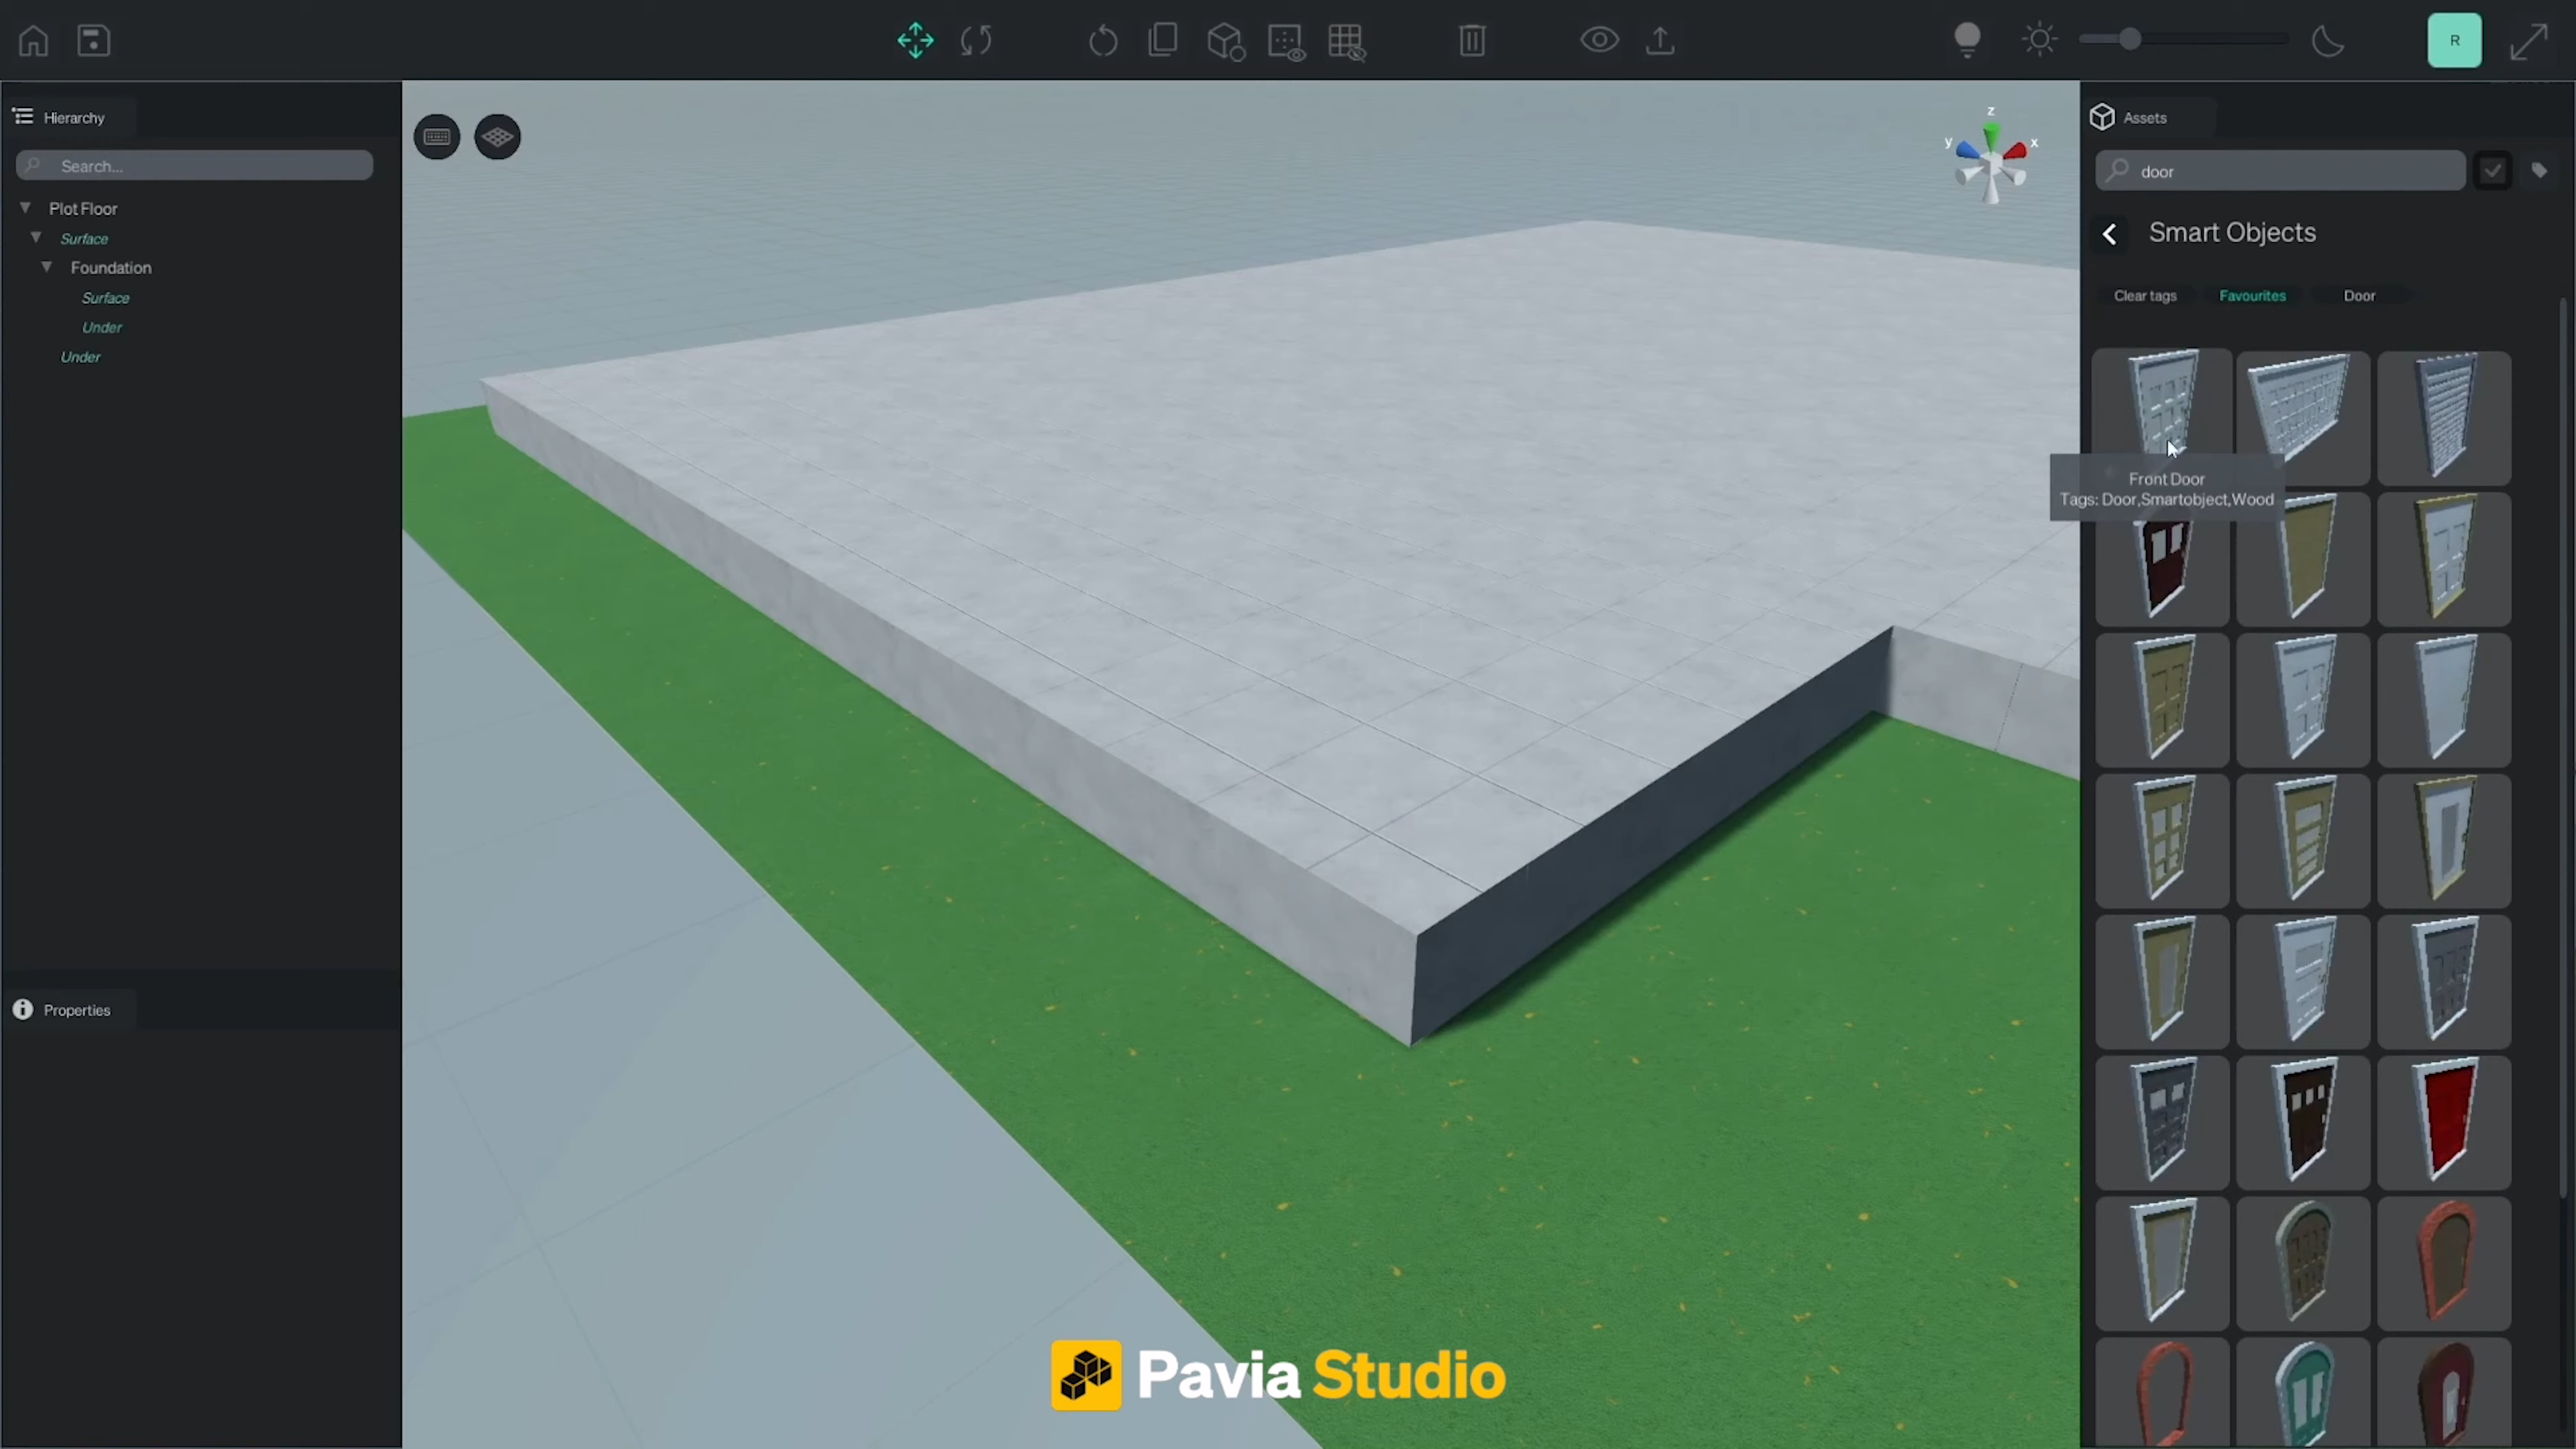 R
Hierarchy
Search...
Plot Floor
Surface
Foundation
Surface
Under
Under
Properties
z
y
x
Assets
door
Smart Objects
Clear tags
Favourites
Door
Front Door
Tags: Door,Smartobject,Wood
Pavia Studio